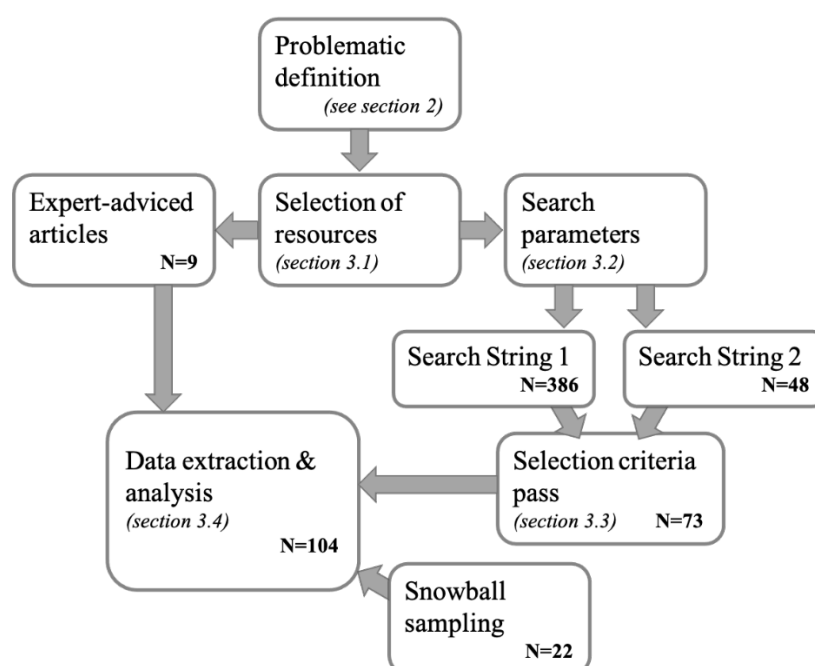 Problematic
definition
(see section 2)
Expert-adviced
articles
N=9
Selection of
resources
(section 3.1)
Search
parameters
(section 3.2)
Search String 1
N=386
Search String 2
N=48
Data extraction &
analysis
(section 3.4)
N=104
Selection criteria
pass
(section 3.3) N=73
Snowball
sampling
N=22